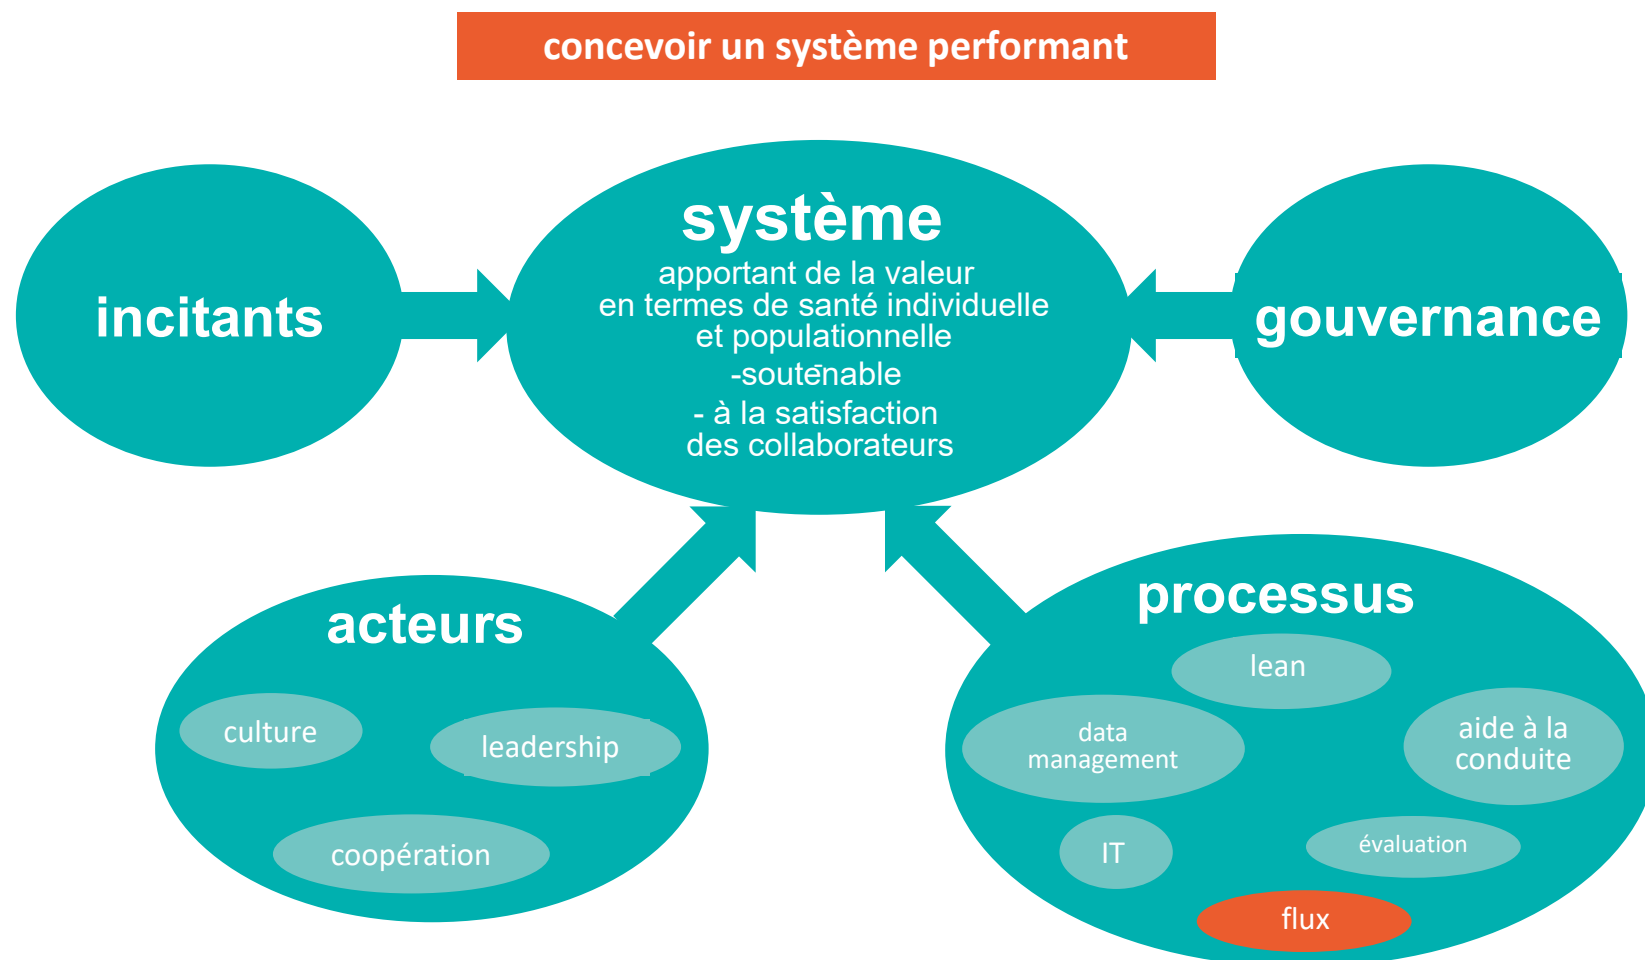 concevoir un système performant
système
apportant de la valeur
en termes de santé individuelle
et populationnelle
-soutenable
- à la satisfaction
des collaborateurs
incitants
gouvernance
acteurs
culture
leadership
coopération
processus
lean
data
management
aide à la
conduite
IT
évaluation
flux